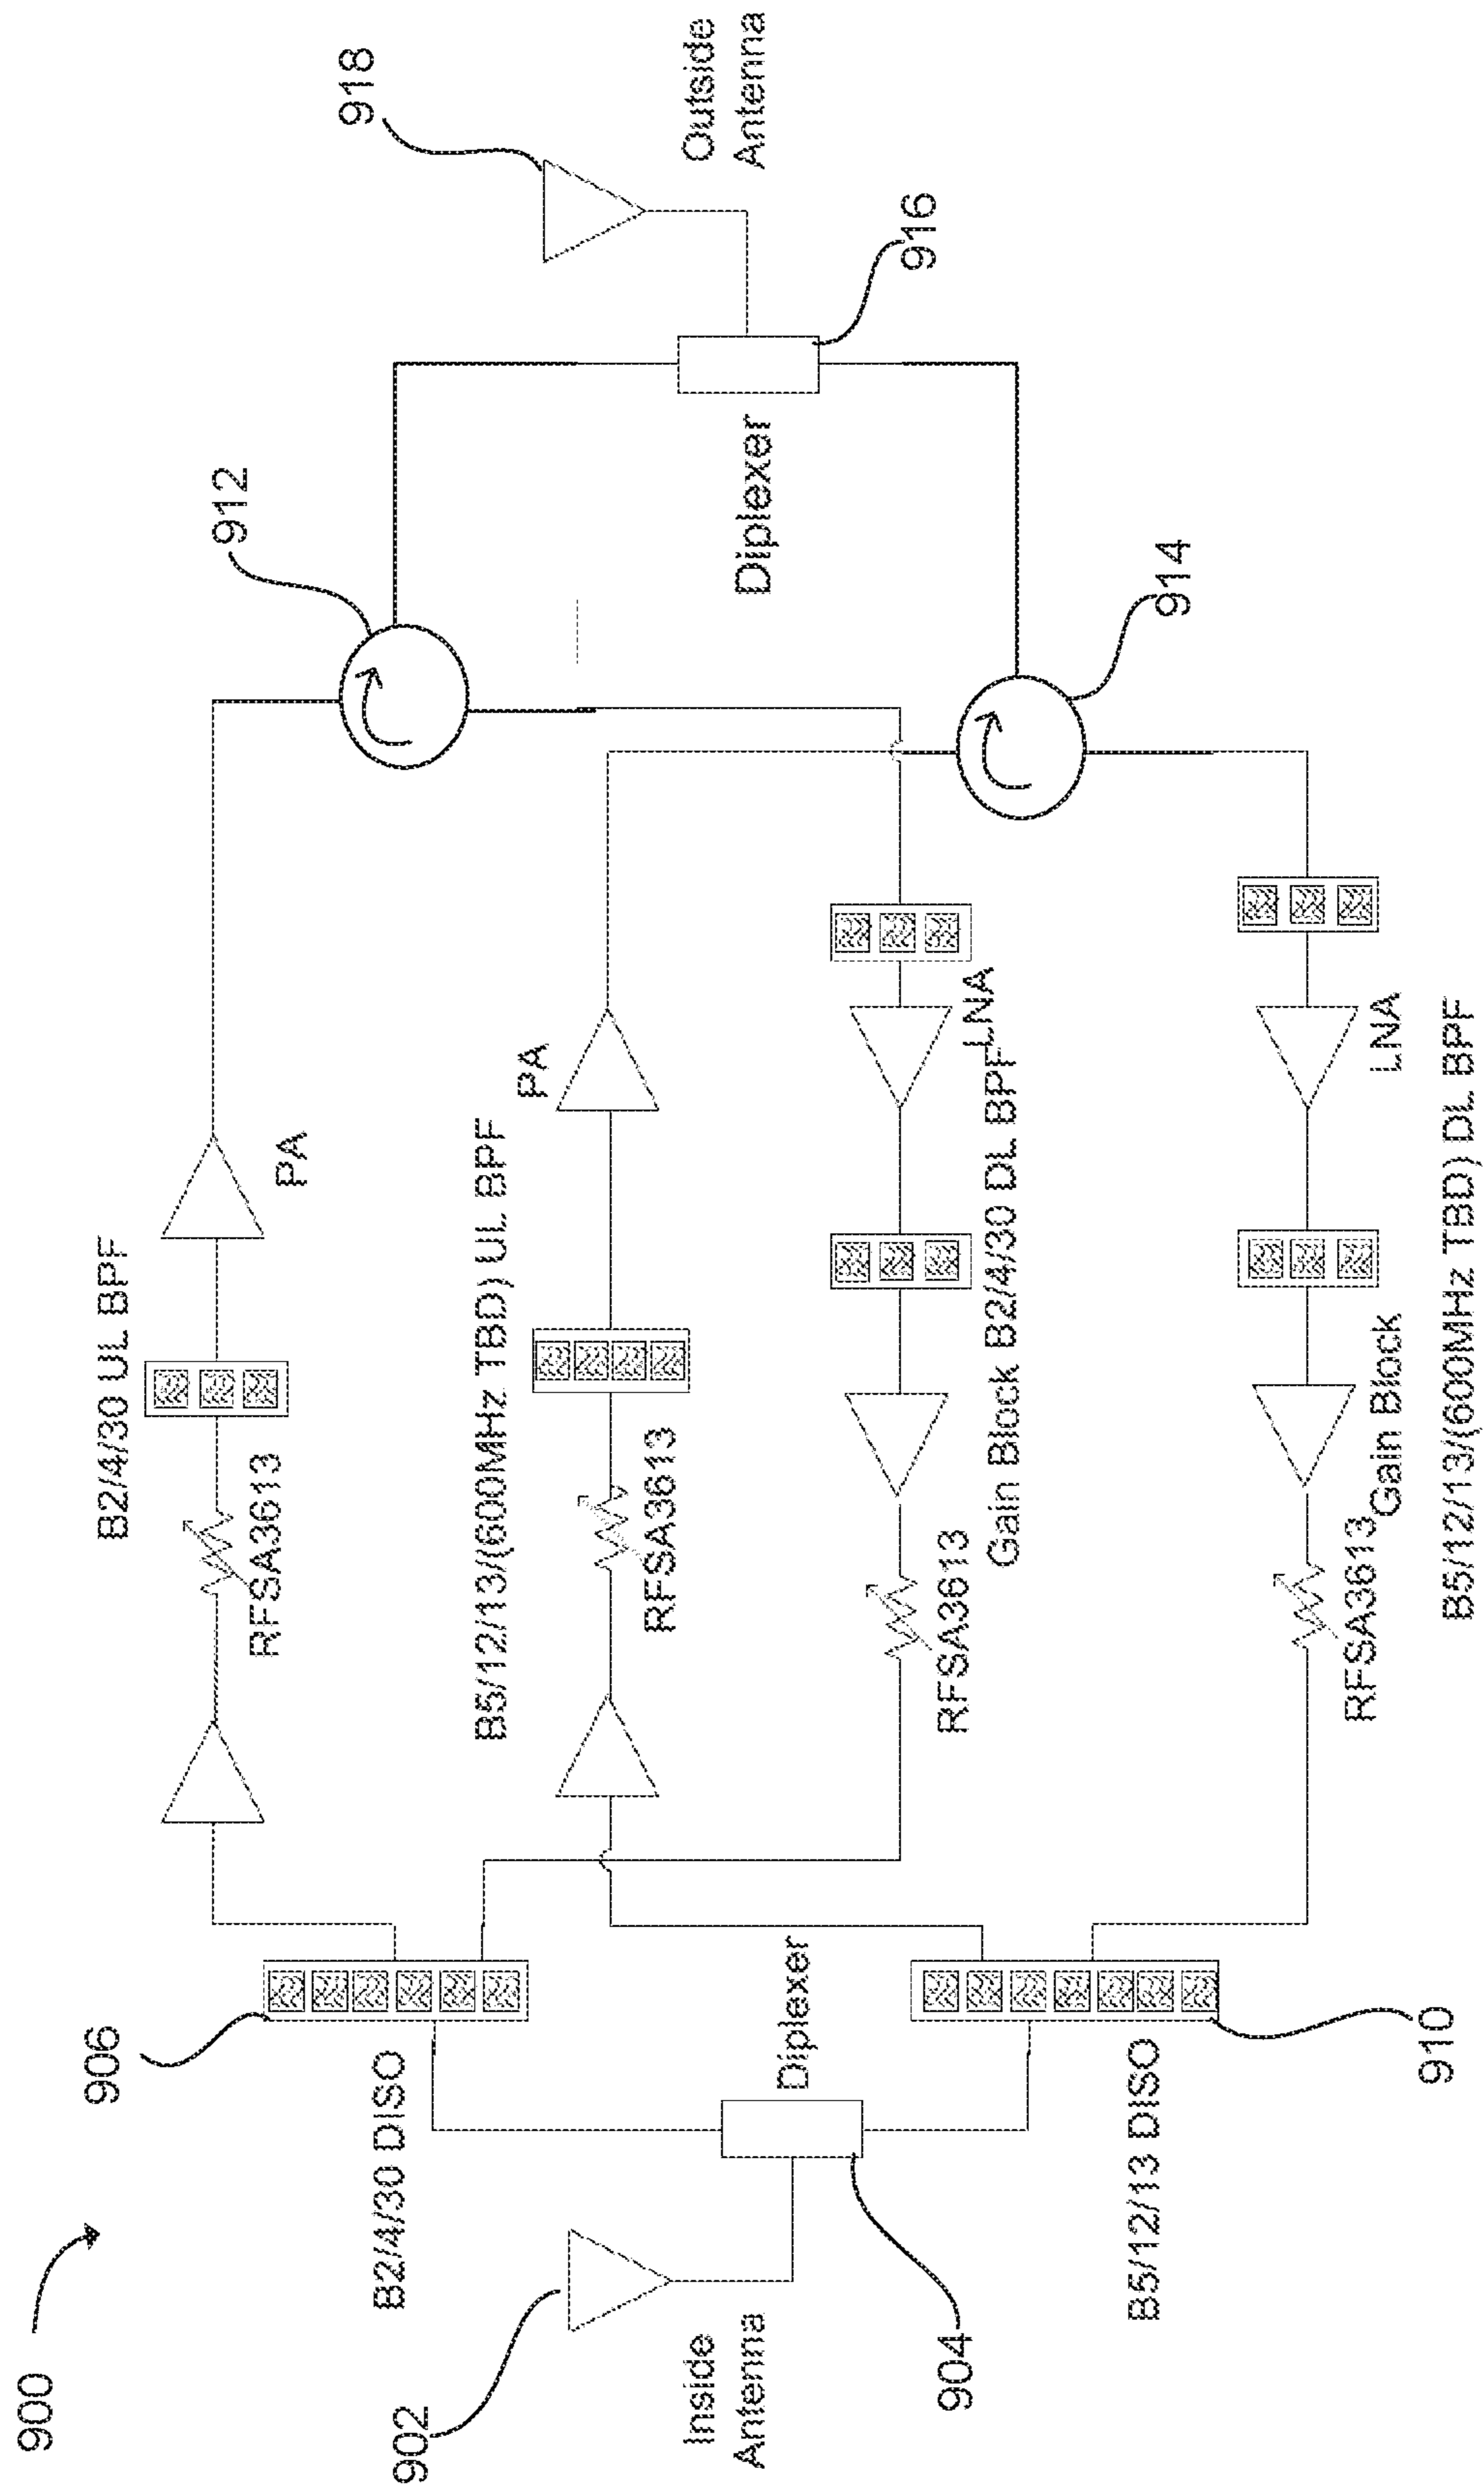 900
902
Inside
Antenna
904
Diplexer
906
B2/4/30 DISO
B5/12/13 DISO
910
B2/4/30 UL BPF
RFSA3613
PA
B5/12/13/(600MHz TBD) UL BPF
RFSA3613
PA
RFSA3613
Gain Block B2/4/30 DL BPF
LNA
RFSA3613
Gain Block
LNA
B5/12/13/(600MHz TBD) DL BPF
912
914
Diplexer
916
918
Outside
Antenna